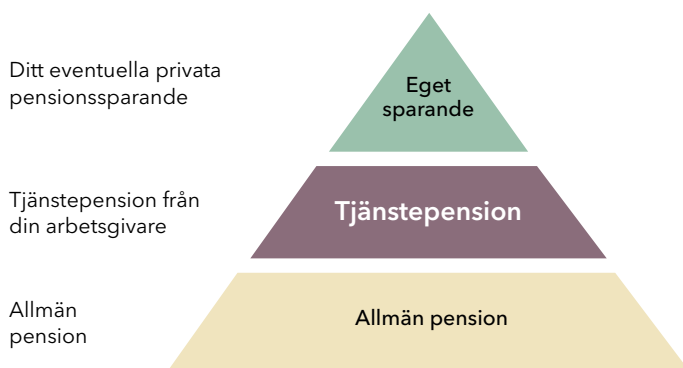 Ditt eventuella privata
pensionssparande
Eget
sparande
Tjänstepension från
din arbetsgivare
Tjänstepension
Allmän
pension
Allmän pension